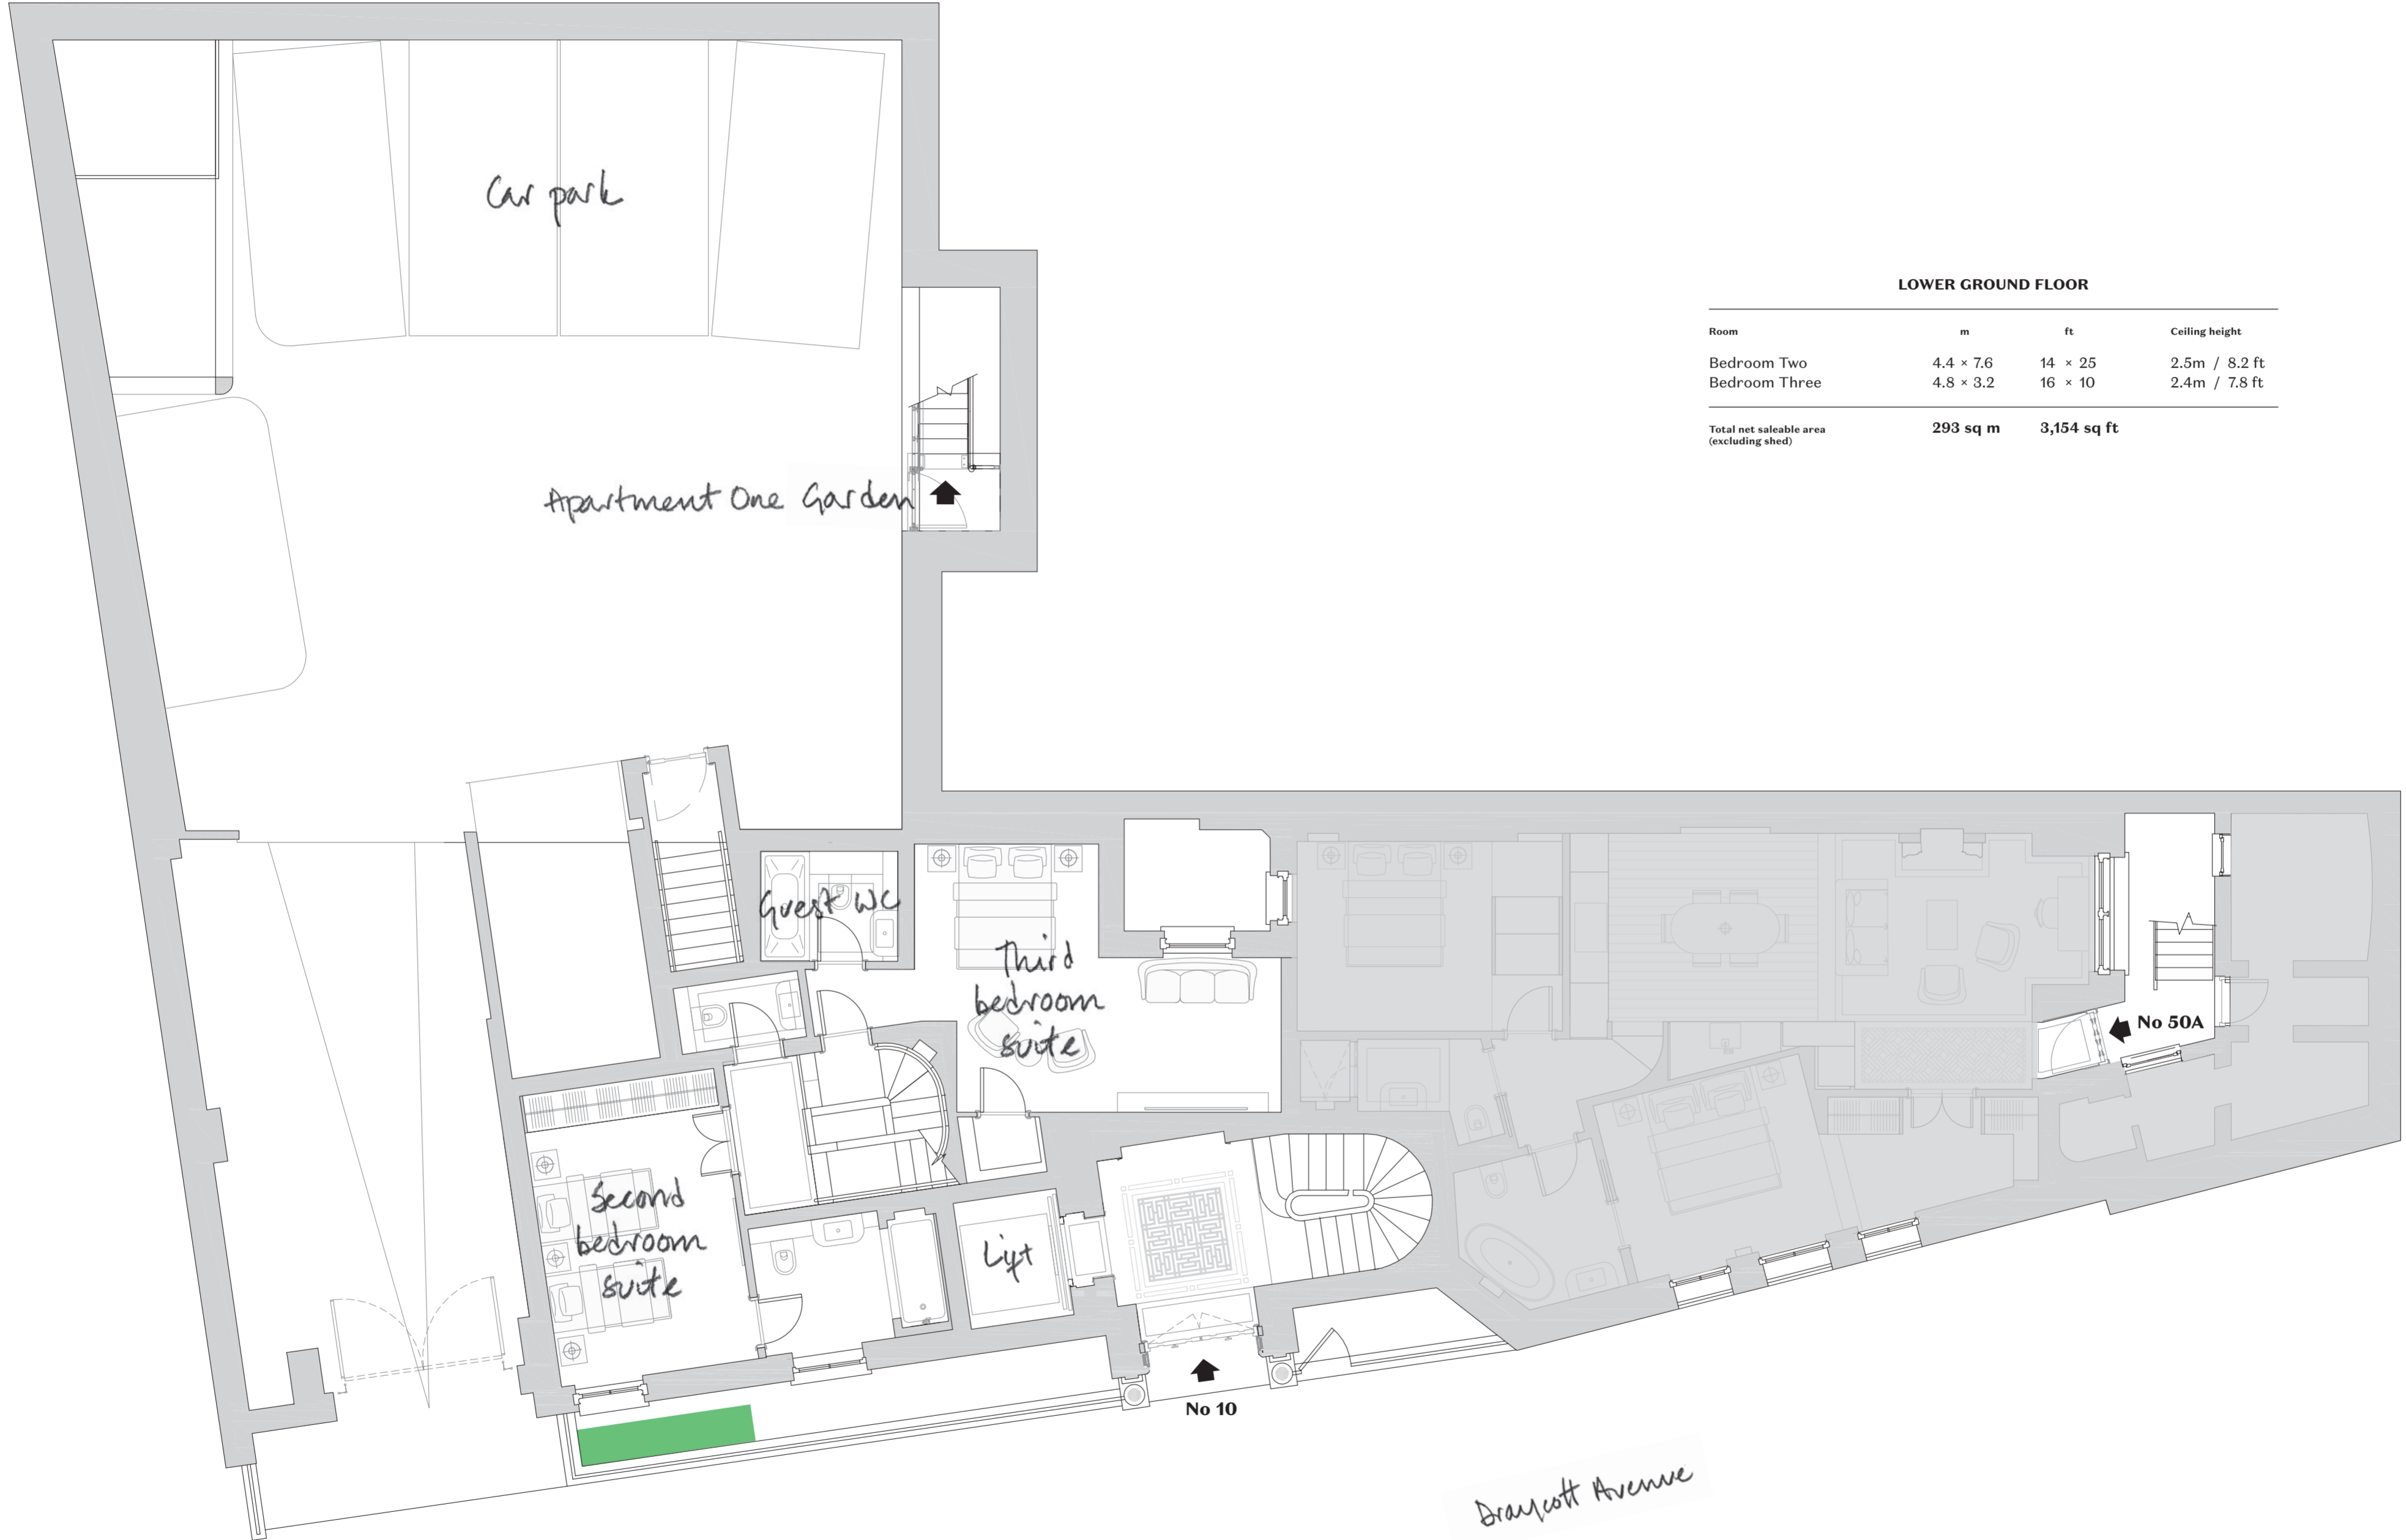 Car park
LOWER GROUND FLOOR
Room m ft Ceiling height
Bedroom Two 4.4 × 7.6 14 × 25 2.5m / 8.2 ft
Bedroom Three 4.8 × 3.2 16 × 10 2.4m / 7.8 ft
Total net saleable area 293 sq m 3,154 sq ft
(excluding shed)
Apartment One Garden
Guest WC
Third
bedroom
suite
No 50A
Second
bedroom
suite
Lift
No 10
Draycott Avenue